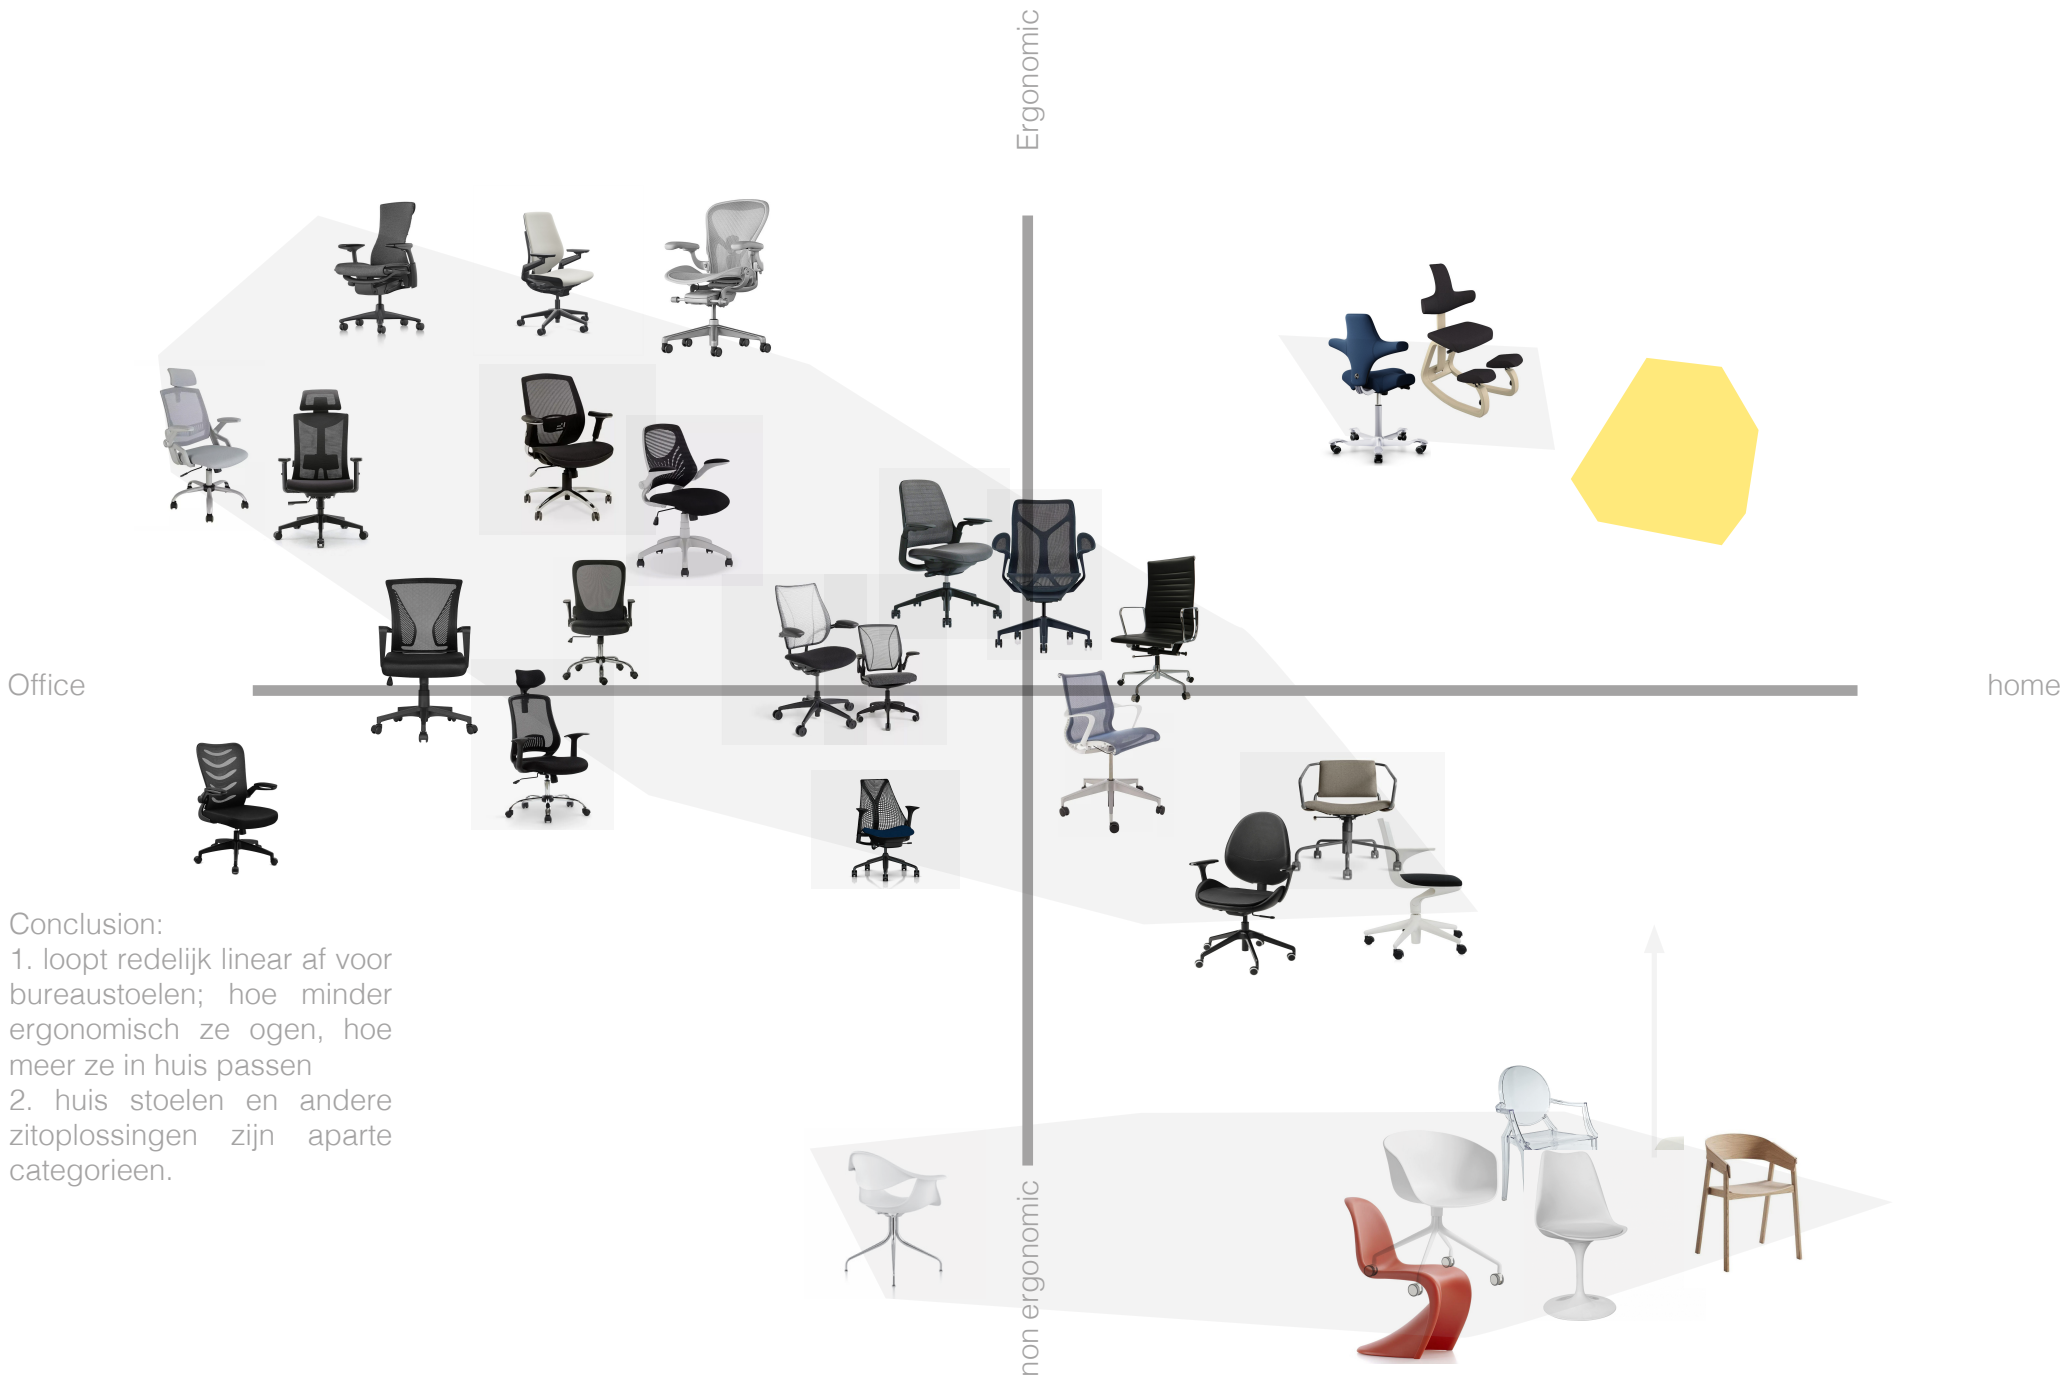 Ergonomic
Office
home
Conclusion:
1. loopt redelijk linear af voor
bureaustoelen; hoe minder
ergonomisch ze ogen, hoe
meer ze in huis passen
2. huis stoelen en andere
zitoplossingen zijn aparte
categorieen.
non ergonomic